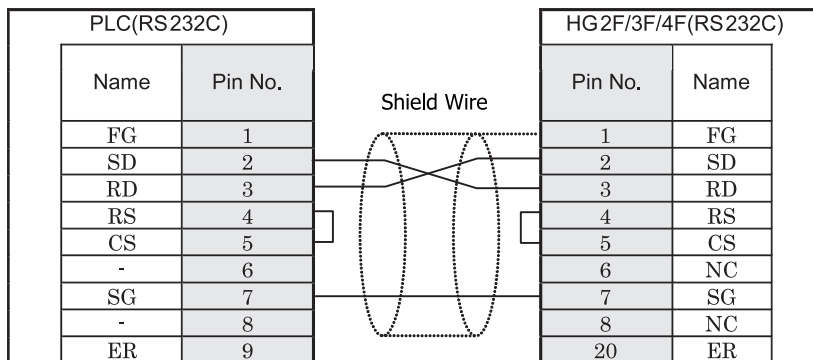 PLC(RS232C) HG2F/3F/4F(RS232C)
Name Pin No. Pin No. Name
Shield Wire
FG 1 1 FG
SD 2 2 SD
RD 3 3 RD
RS 4 4 RS
CS 5 5 CS
- 6 6 NC
SG 7 7 SG
- 8 8 NC
ER 9 20 ER